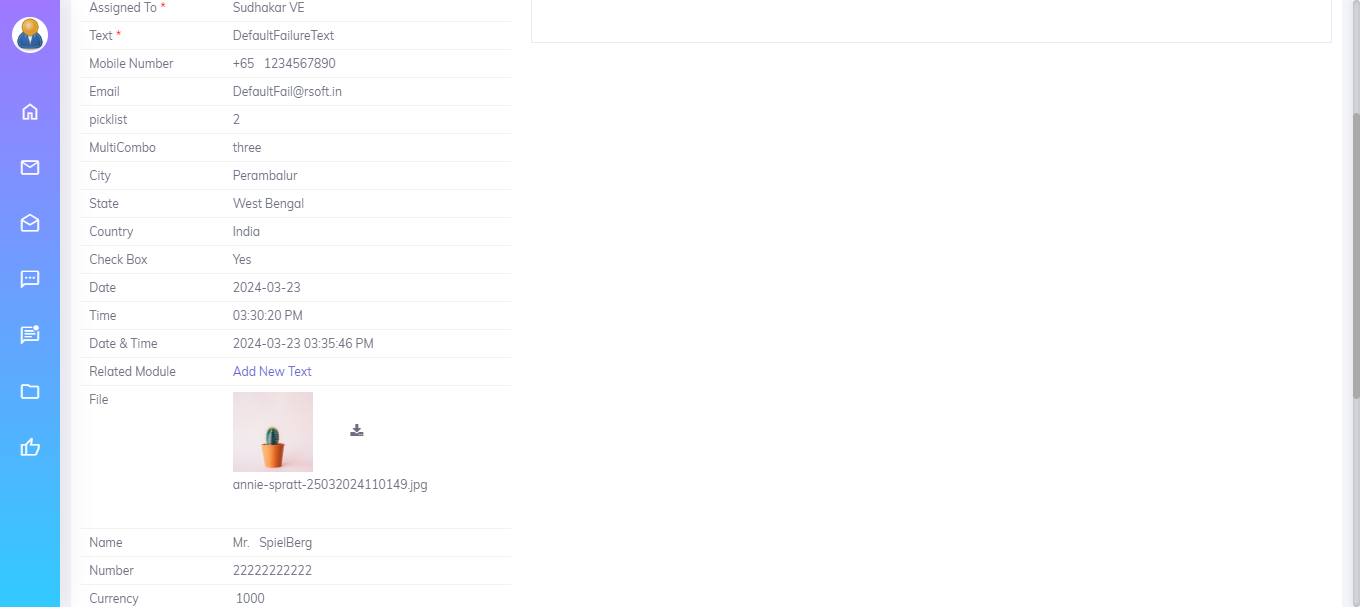 Assigned To * Sudhakar VE
Text * DefaultFailureText
Mobile Number +65 1234567890
Email DefaultFail@rsoft.in
picklist 2
MultiCombo three
City Perambalur
State West Bengal
Country India
Check Box Yes
Date 2024-03-23
Time 03:30:20 PM
Date & Time 2024-03-23 03:35:46 PM
Related Module Add New Text
File
annie-spratt-25032024110149.jpg
Name Mr. SpielBerg
Number 22222222222
Currency 1000